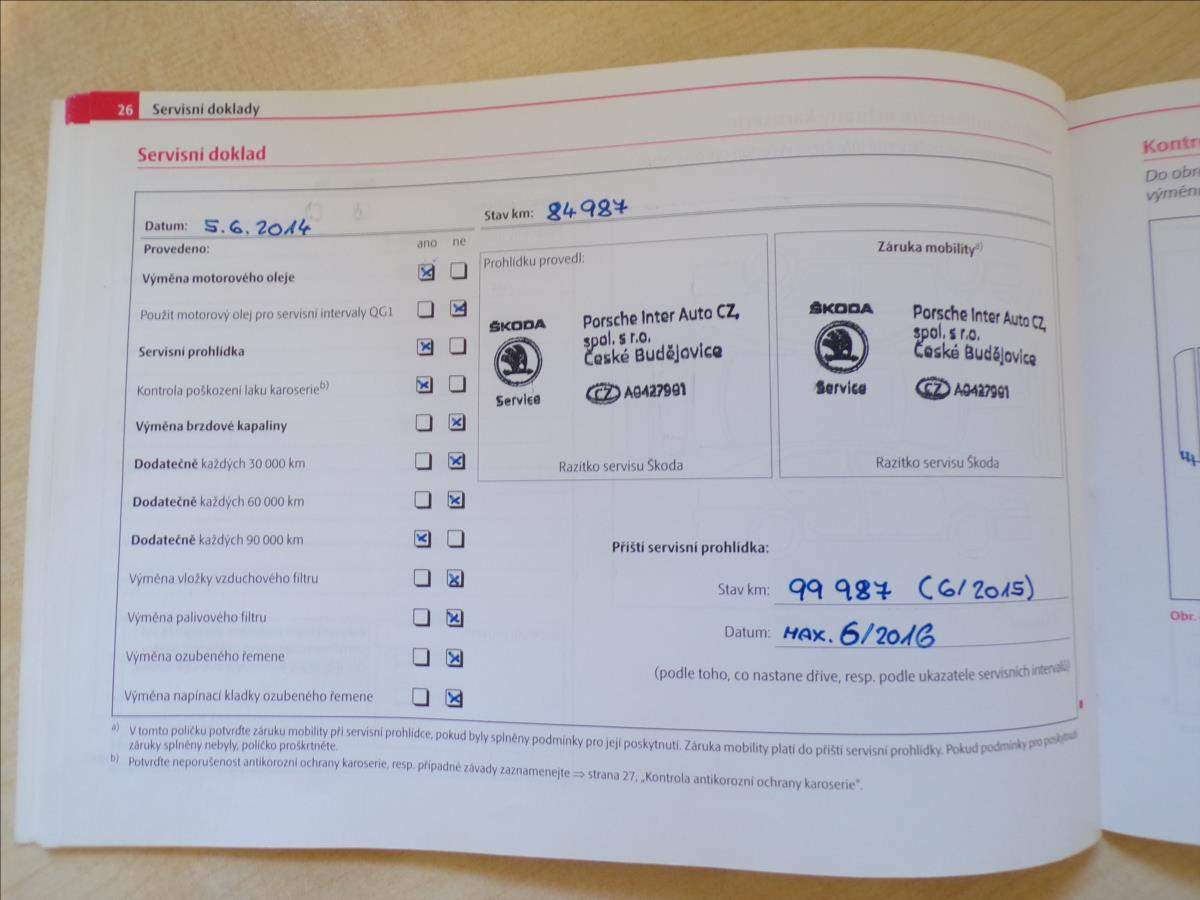 26 Servisní doklady
Servisní doklad
Datum: 5.6.2014
Stav km: 84987
Provedeno: ano ne
Výměna motorového oleje
Použit motorový olej pro servisní intervaly QG1
Servisní prohlídka
Kontrola poškození laku karoserie b)
Výměna brzdové kapaliny
Dodatečně každých 30 000 km
Dodatečně každých 60 000 km
Dodatečně každých 90 000 km
Výměna vložky vzduchového filtru
Výměna palivového filtru
Výměna ozubeného řemene
Výměna napínací kladky ozubeného řemene
Prohlídku provedl:
ŠKODA
Service
Porsche Inter Auto CZ,
spol. s r.o.
České Budějovice
CZ A0427991
Razítko servisu Škoda
Záruka mobility a)
ŠKODA
Service
Porsche Inter Auto CZ,
spol. s r.o.
České Budějovice
CZ A0427991
Razítko servisu Škoda
Příští servisní prohlídka:
Stav km: 99 987 (6/2015)
Datum: MAX. 6/2016
(podle toho, co nastane dříve, resp. podle ukazatele servisních intervalů)
a) V tomto políčku potvrďte záruku mobility při servisní prohlídce, pokud byly splněny podmínky pro její poskytnutí. Záruka mobility platí do příští servisní prohlídky. Pokud podmínky pro poskytnutí
záruky splněny nebyly, políčko proškrtněte.
b) Potvrďte neporušenost antikorozní ochrany karoserie, resp. případné závady zaznamenejte ⇒ strana 27, „Kontrola antikorozní ochrany karoserie“.
Kontr
Do obr
výměn
Obr.